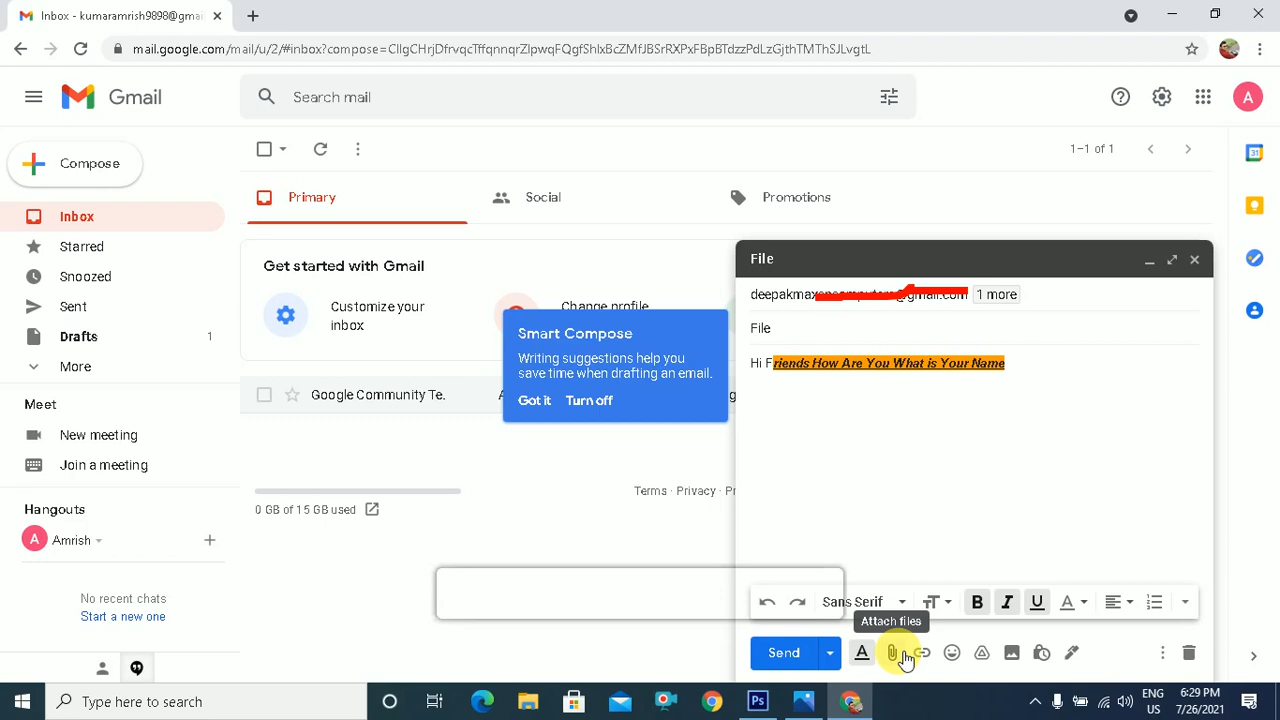 Inbox - kumaramrish9898@gmai
mail.google.com/mail/u/2/#inbox?compose=CllgCHrjDfrvqcTffqnnqrZlpwqFQgfShlxBcZMfJBSrRXPxFBpBTdzzPdLzGjthTMThSJLvgtL
Gmail
Search mail
A
Compose
1–1 of 1
31
Inbox
Primary
Social
Promotions
Starred
Snoozed
Sent
Drafts 1
More
Get started with Gmail
Customize your
inbox
Change profile
Smart Compose
Writing suggestions help you
save time when drafting an email.
Got it Turn off
Google Community Te.
File
@gmail.com 1 more
File
Hi Friends How Are You What is Your Name
Meet
New meeting
Join a meeting
Terms · Privacy · Pr
0 GB of 15 GB used
Hangouts
A Amrish
No recent chats
Start a new one
Sans Serif
B I U A
Attach files
Send
A
Type here to search
Ps
ENG
US
6:29 PM
7/26/2021